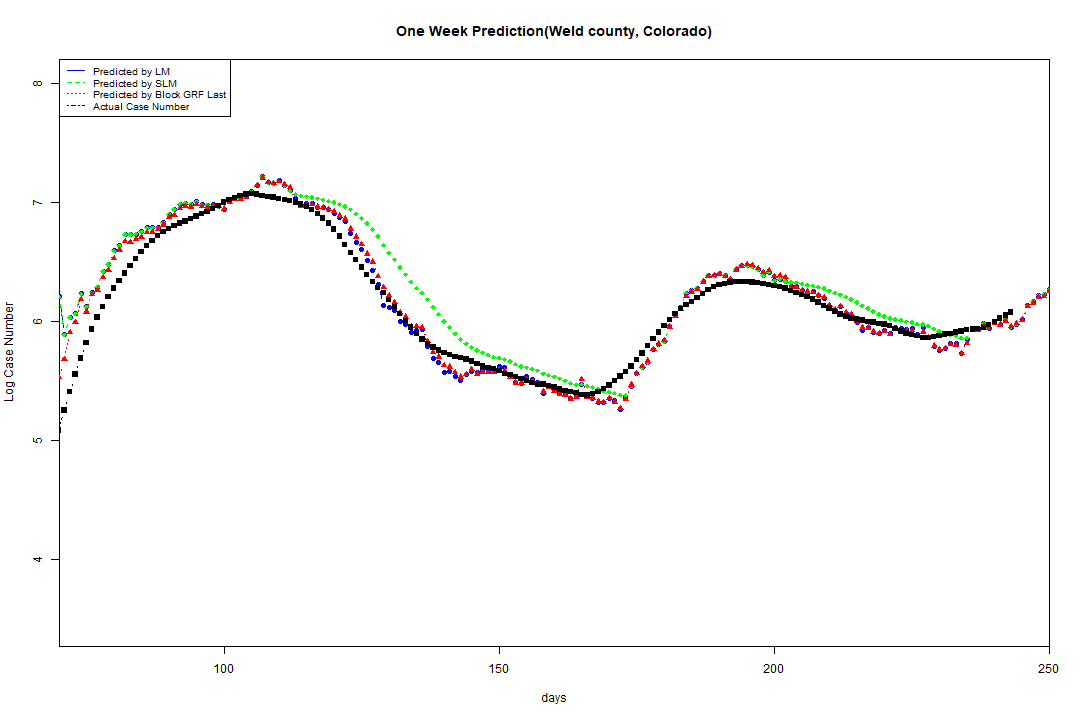 One Week Prediction(Weld county, Colorado)
Predicted by LM
Predicted by SLM
Predicted by Block GRF Last
Actual Case Number
8
7
6
5
4
Log Case Number
100
150
200
250
days